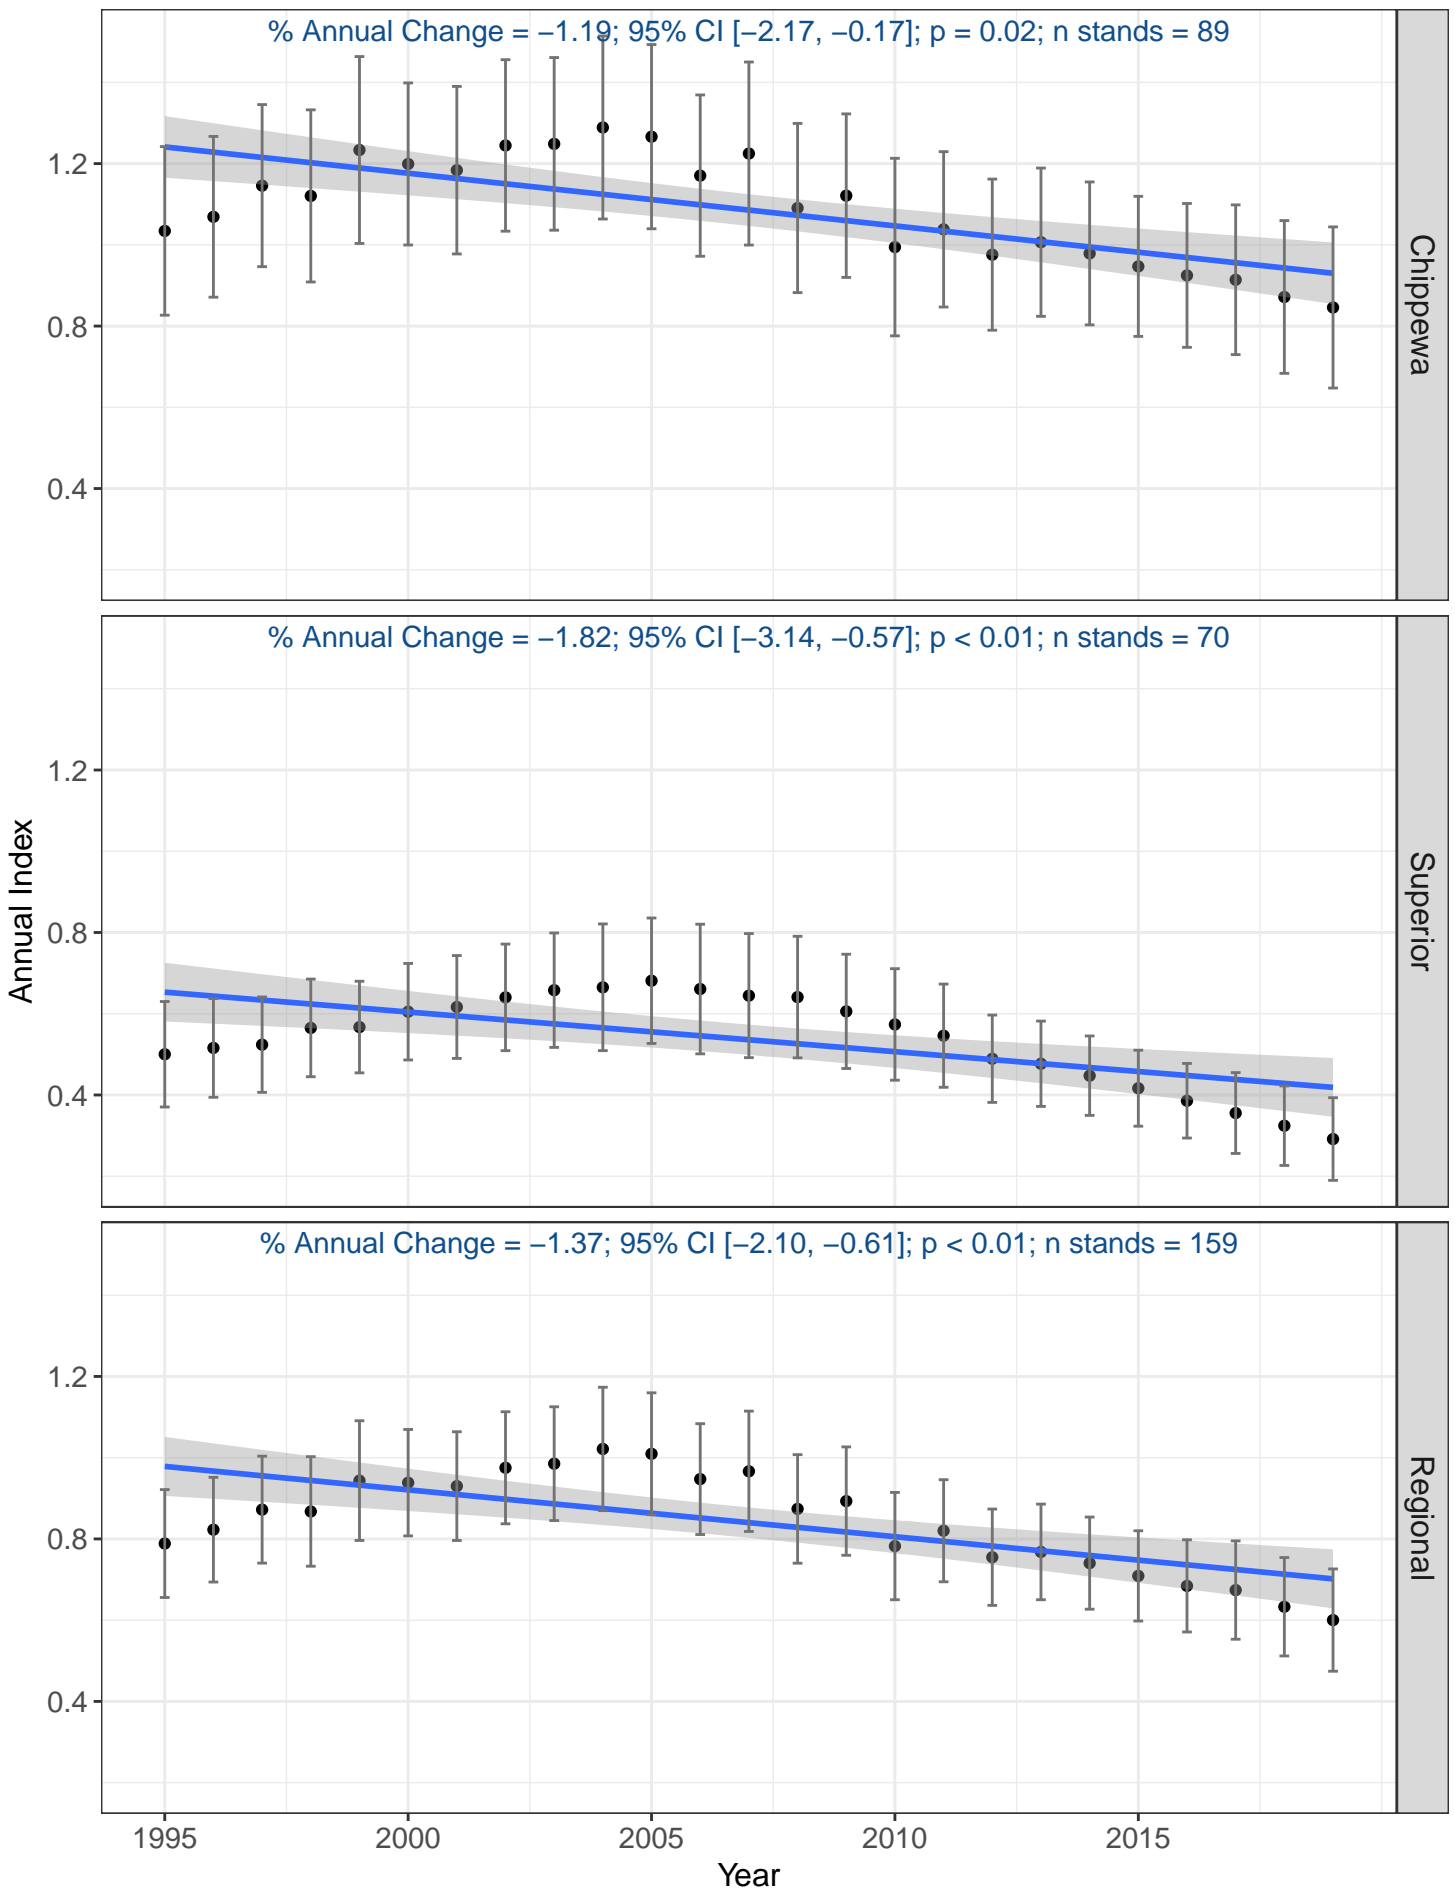 % Annual Change = −1.19; 95% CI [−2.17, −0.17]; p = 0.02; n stands = 89
1.2
0.8
0.4
Chippewa
% Annual Change = −1.82; 95% CI [−3.14, −0.57]; p < 0.01; n stands = 70
1.2
0.8
0.4
Superior
Annual Index
% Annual Change = −1.37; 95% CI [−2.10, −0.61]; p < 0.01; n stands = 159
1.2
0.8
0.4
Regional
1995 2000 2005 2010 2015
Year